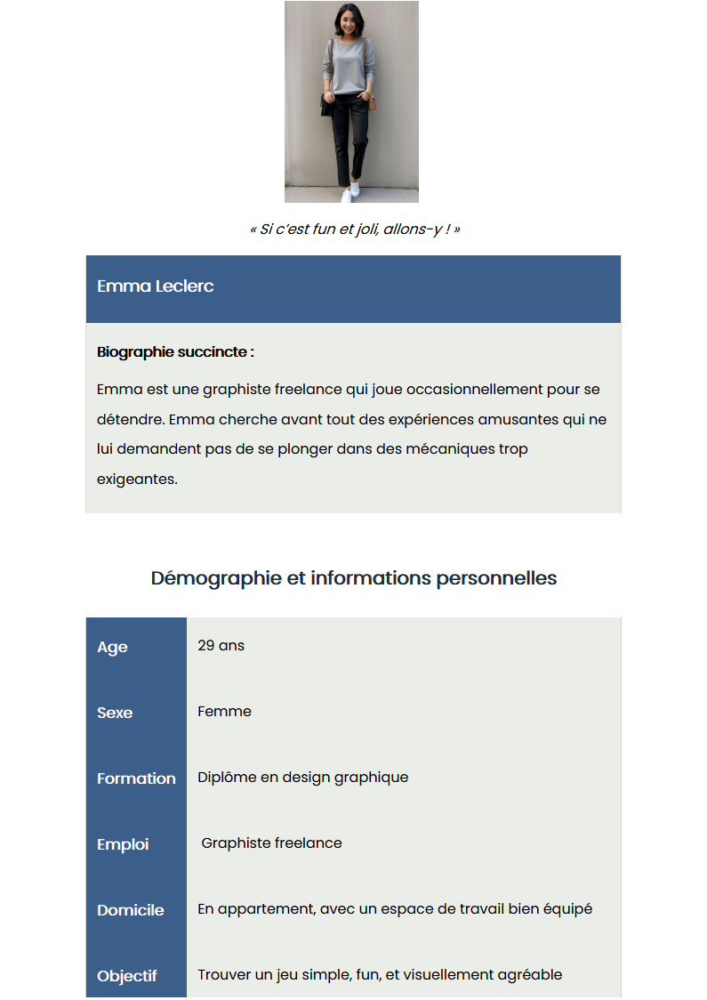 « Si c’est fun et joli, allons-y ! »
Emma Leclerc
Biographie succincte :
Emma est une graphiste freelance qui joue occasionnellement pour se
détendre. Emma cherche avant tout des expériences amusantes qui ne
lui demandent pas de se plonger dans des mécaniques trop
exigeantes.
Démographie et informations personnelles
Age 29 ans
Sexe Femme
Formation Diplôme en design graphique
Emploi Graphiste freelance
Domicile En appartement, avec un espace de travail bien équipé
Objectif Trouver un jeu simple, fun, et visuellement agréable